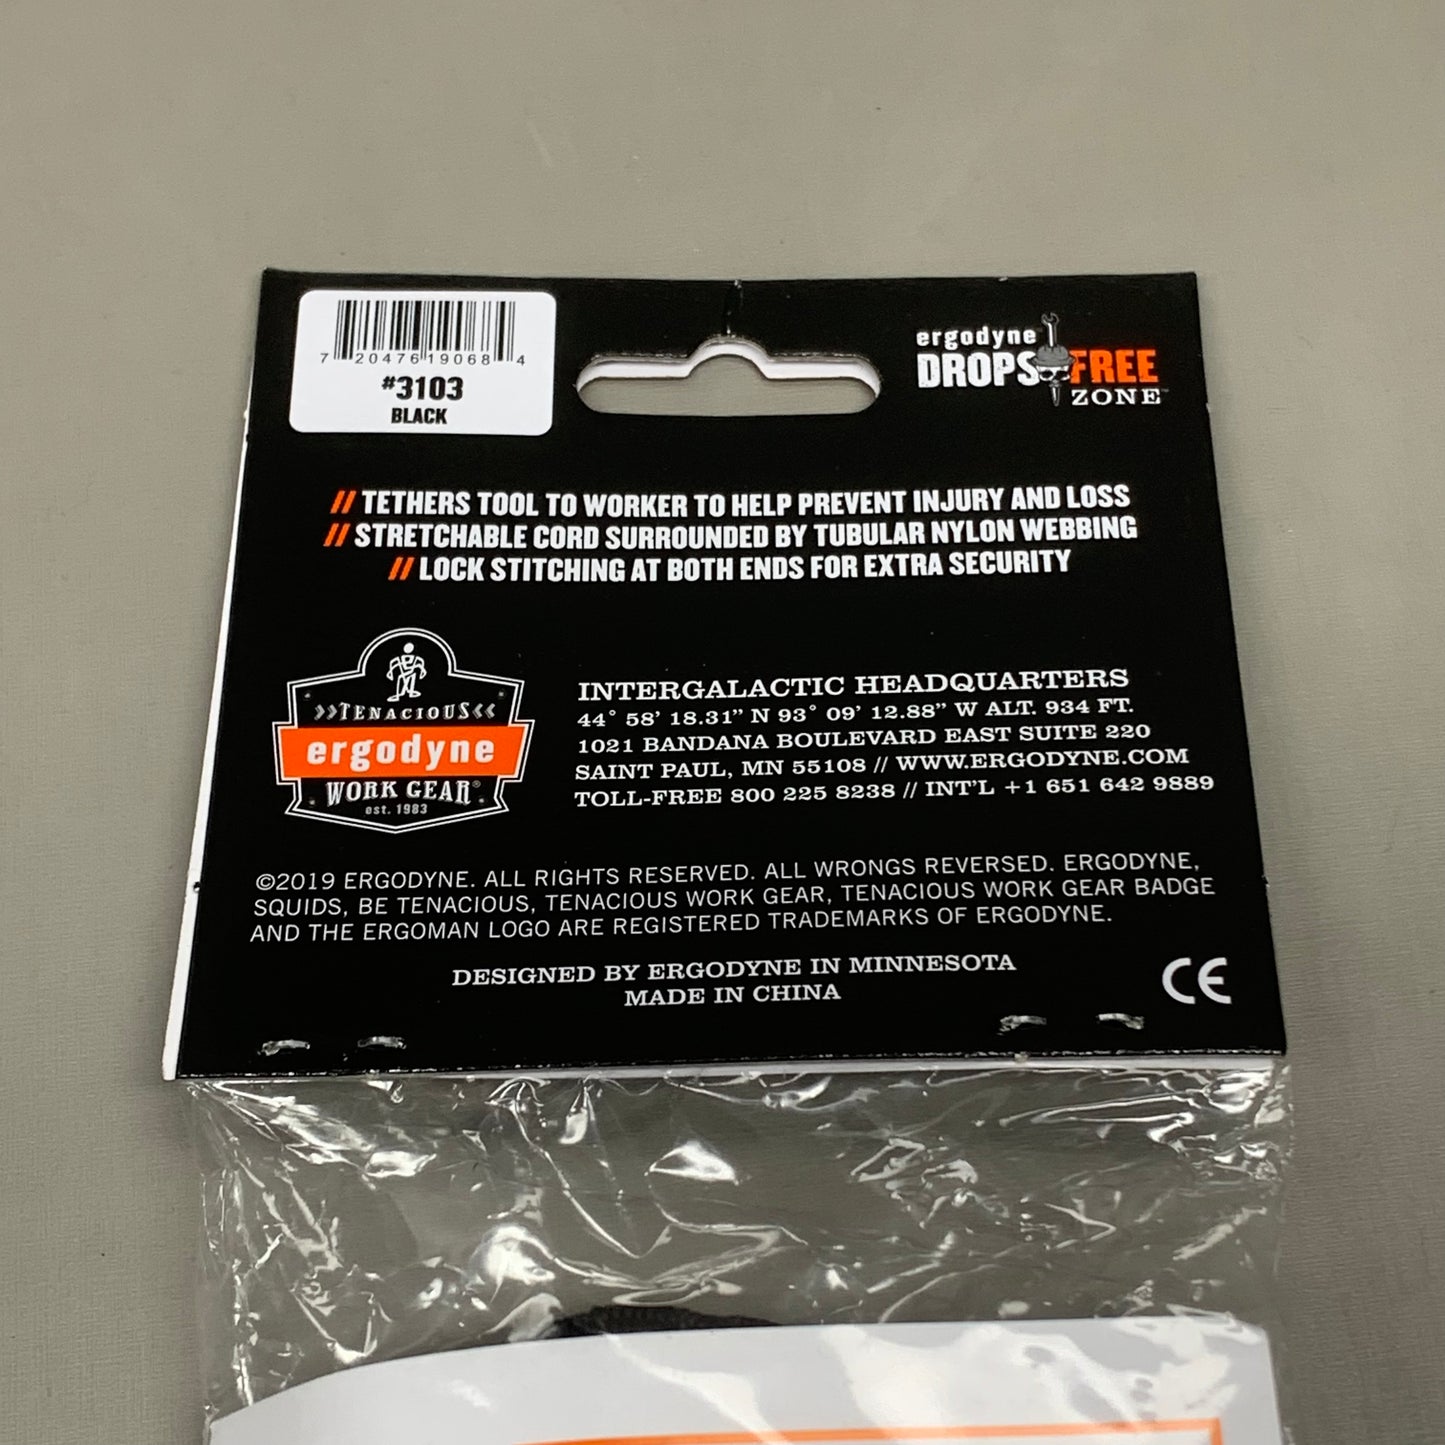 7 20476 19068 4
#3103
BLACK
ergodyne
DROPS FREE
ZONE™
// TETHERS TOOL TO WORKER TO HELP PREVENT INJURY AND LOSS
// STRETCHABLE CORD SURROUNDED BY TUBULAR NYLON WEBBING
// LOCK STITCHING AT BOTH ENDS FOR EXTRA SECURITY
»TENACIOUS«
ergodyne
WORK GEAR®
est. 1983
INTERGALACTIC HEADQUARTERS
44° 58' 18.31" N 93° 09' 12.88" W ALT. 934 FT.
1021 BANDANA BOULEVARD EAST SUITE 220
SAINT PAUL, MN 55108 // WWW.ERGODYNE.COM
TOLL-FREE 800 225 8238 // INT'L +1 651 642 9889
©2019 ERGODYNE. ALL RIGHTS RESERVED. ALL WRONGS REVERSED. ERGODYNE,
SQUIDS, BE TENACIOUS, TENACIOUS WORK GEAR, TENACIOUS WORK GEAR BADGE
AND THE ERGOMAN LOGO ARE REGISTERED TRADEMARKS OF ERGODYNE.
DESIGNED BY ERGODYNE IN MINNESOTA
MADE IN CHINA
CE